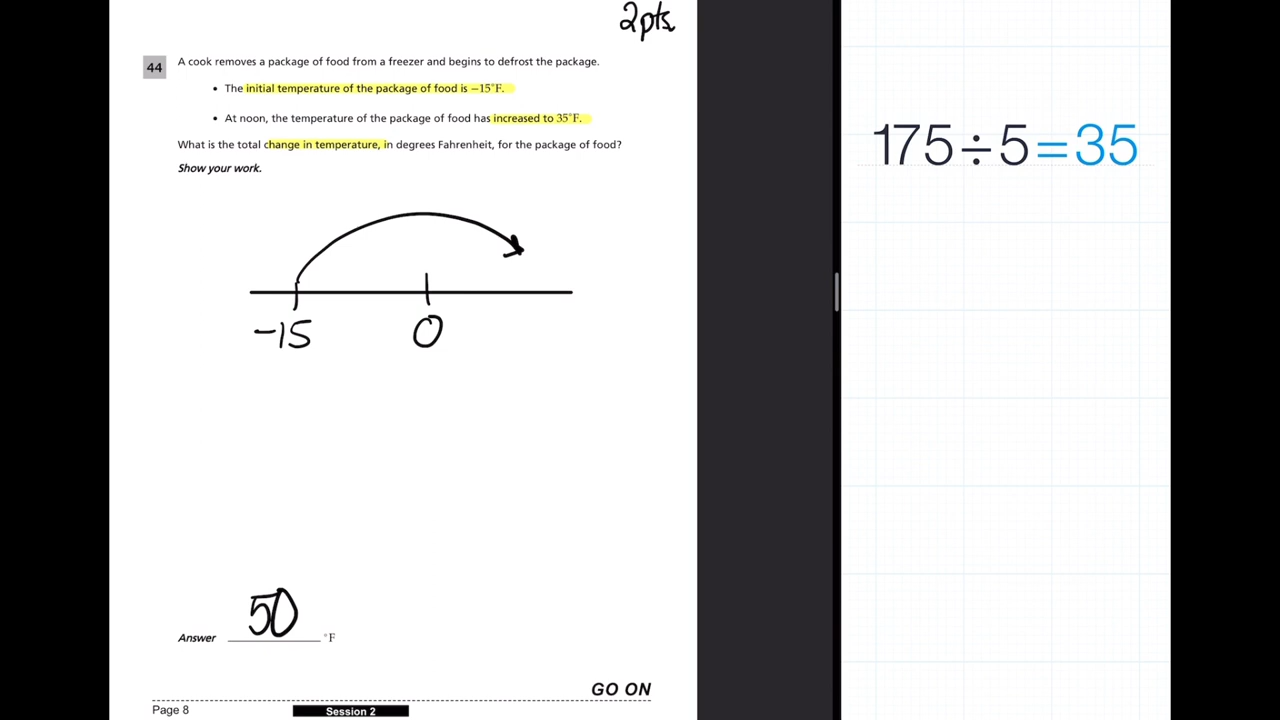 2pts
44
A cook removes a package of food from a freezer and begins to defrost the package.
• The initial temperature of the package of food is −15°F.
• At noon, the temperature of the package of food has increased to 35°F.
What is the total change in temperature, in degrees Fahrenheit, for the package of food?
Show your work.
-15 0
Answer 50 °F
GO ON
Page 8 Session 2
175÷5=35